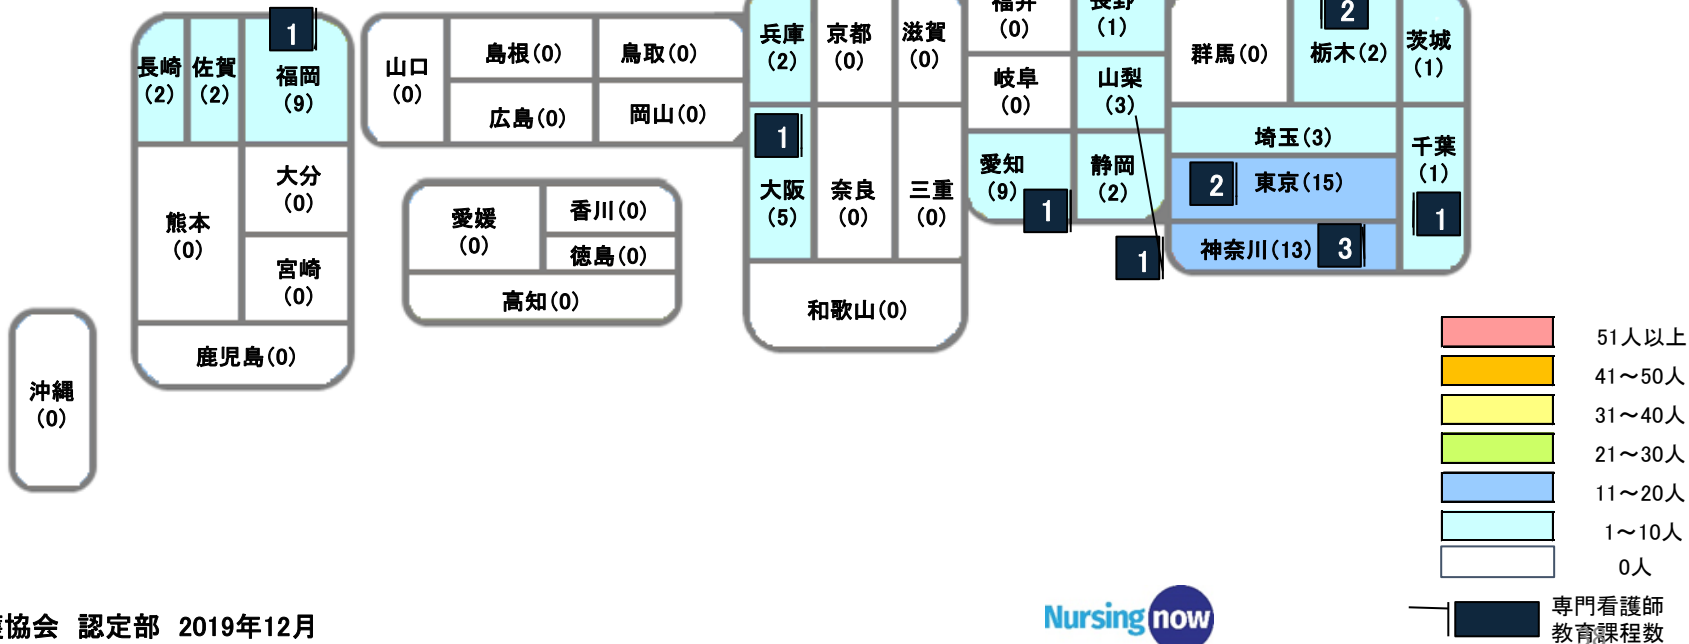 福井
(0)
長野
(1)
2
1
長崎
(2)
佐賀
(2)
福岡
(9)
山口
(0)
島根(0)
鳥取(0)
広島(0)
岡山(0)
兵庫
(2)
京都
(0)
滋賀
(0)
岐阜
(0)
山梨
(3)
群馬(0)
栃木(2)
茨城
(1)
埼玉(3)
千葉
(1)
1
大阪
(5)
奈良
(0)
三重
(0)
愛知
(9)
1
静岡
(2)
2
東京(15)
1
神奈川(13)
3
1
熊本
(0)
大分
(0)
宮崎
(0)
鹿児島(0)
愛媛
(0)
香川(0)
徳島(0)
高知(0)
和歌山(0)
沖縄
(0)
51人以上
41～50人
31～40人
21～30人
11～20人
1～10人
0人
専門看護師
教育課程数
協会 認定部 2019年12月
Nursing now